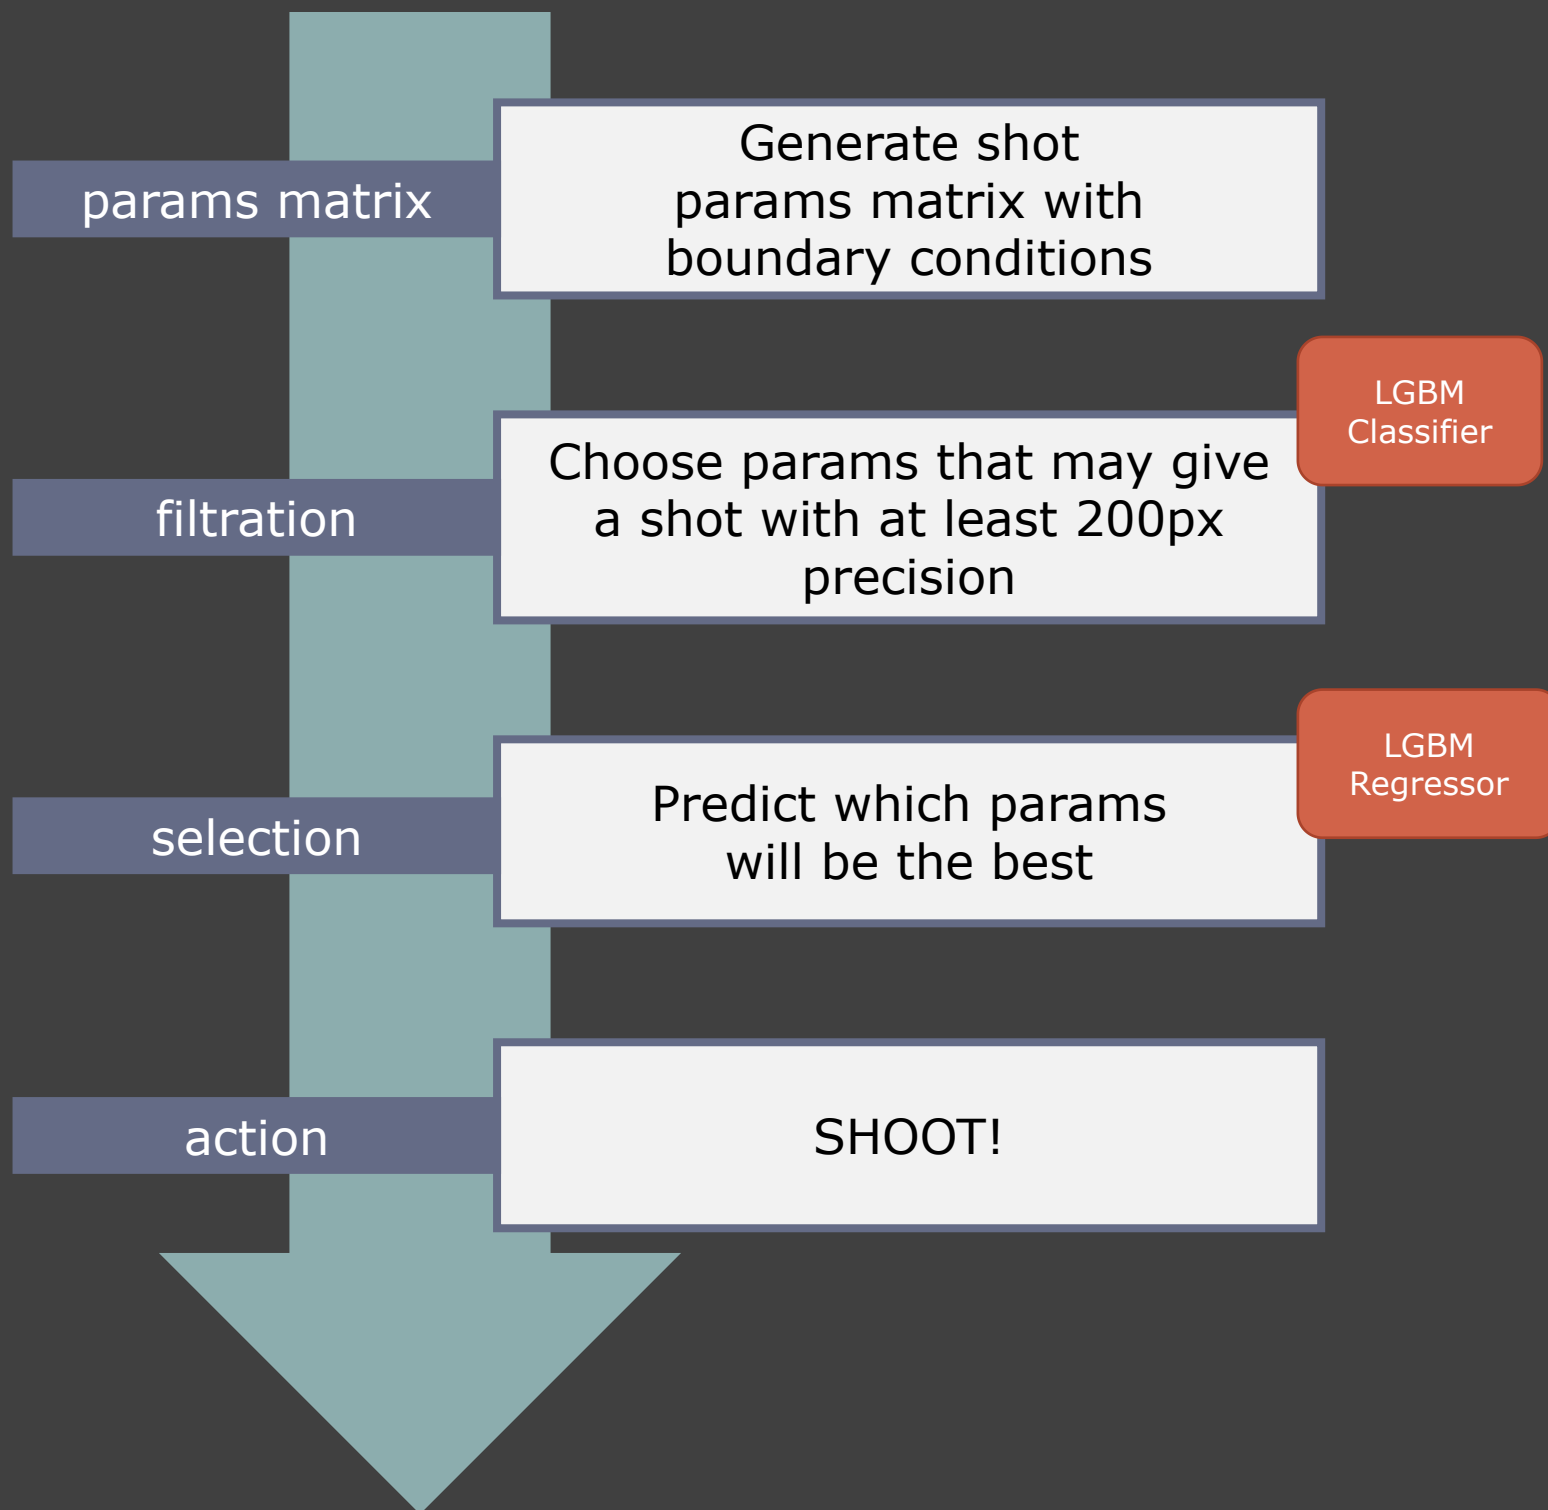 params matrix
Generate shot
params matrix with
boundary conditions
LGBM
Classifier
filtration
Choose params that may give
a shot with at least 200px
precision
LGBM
Regressor
selection
Predict which params
will be the best
action
SHOOT!